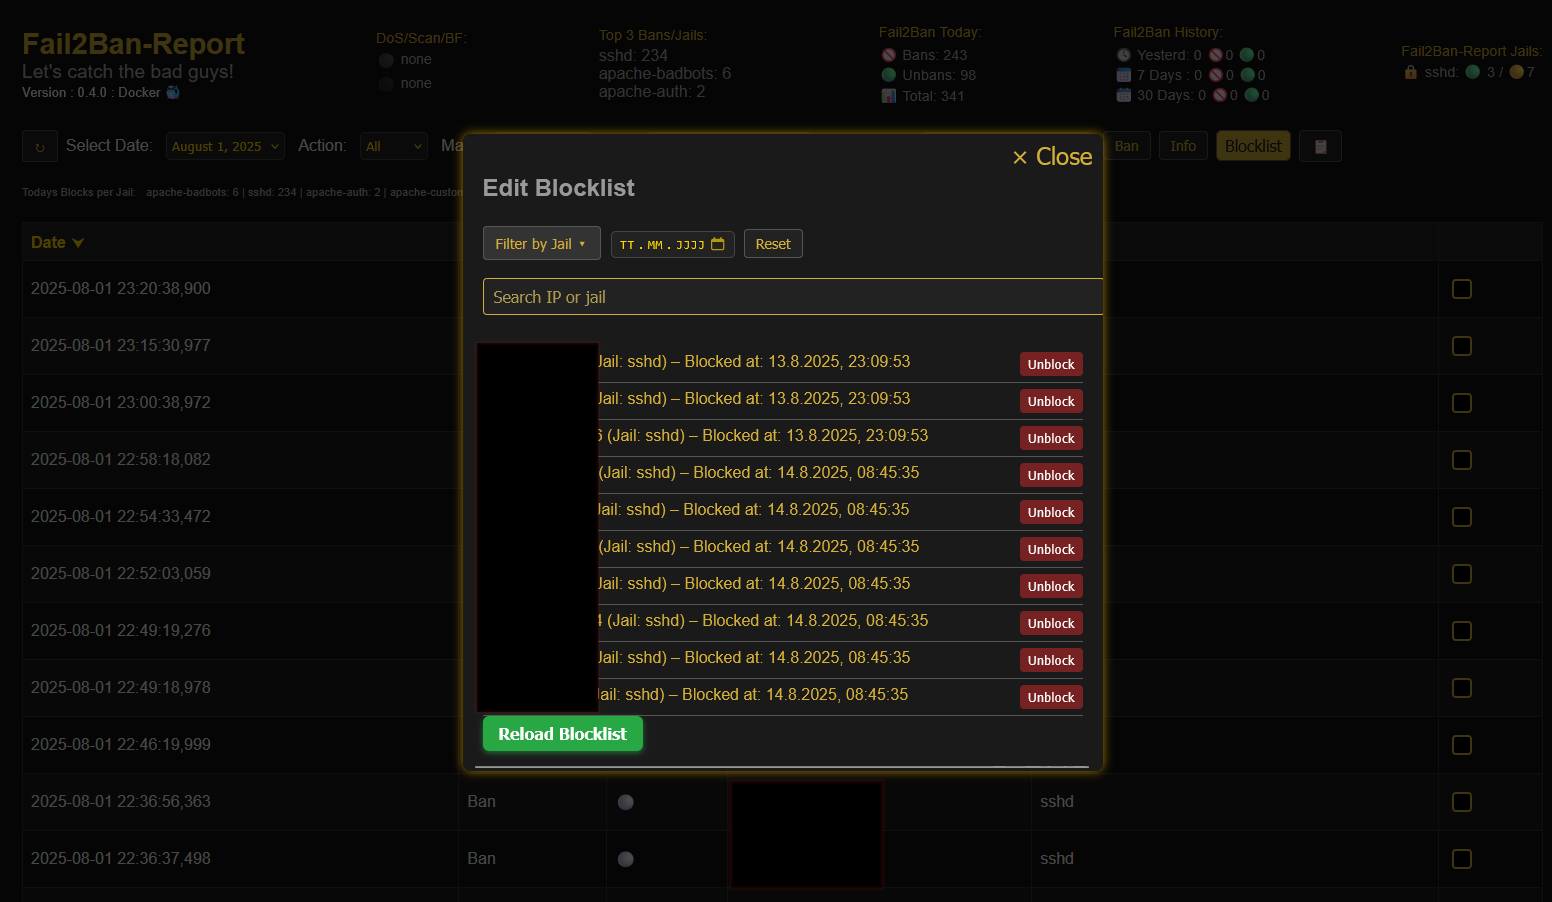 Fail2Ban-Report
Let's catch the bad guys!
Version : 0.4.0 : Docker
DoS/Scan/BF:
none
none
Top 3 Bans/Jails:
sshd: 234
apache-badbots: 6
apache-auth: 2
Fail2Ban Today:
Bans: 243
Unbans: 98
Total: 341
Fail2Ban History:
Yesterd: 0 0 0
7 Days : 0 0 0
30 Days: 0 0 0
Fail2Ban-Report Jails:
sshd: 3 / 7
↻ Select Date: August 1, 2025 Action: All Ma
Ban Info Blocklist
Todays Blocks per Jail: apache-badbots: 6 | sshd: 234 | apache-auth: 2 | apache-custom
× Close
Edit Blocklist
Filter by Jail ▾ TT.MM.JJJJ Reset
Search IP or jail
Jail: sshd) – Blocked at: 13.8.2025, 23:09:53 Unblock
Jail: sshd) – Blocked at: 13.8.2025, 23:09:53 Unblock
6 (Jail: sshd) – Blocked at: 13.8.2025, 23:09:53 Unblock
(Jail: sshd) – Blocked at: 14.8.2025, 08:45:35 Unblock
Jail: sshd) – Blocked at: 14.8.2025, 08:45:35 Unblock
(Jail: sshd) – Blocked at: 14.8.2025, 08:45:35 Unblock
Jail: sshd) – Blocked at: 14.8.2025, 08:45:35 Unblock
4 (Jail: sshd) – Blocked at: 14.8.2025, 08:45:35 Unblock
Jail: sshd) – Blocked at: 14.8.2025, 08:45:35 Unblock
Jail: sshd) – Blocked at: 14.8.2025, 08:45:35 Unblock
Reload Blocklist
Date
2025-08-01 23:20:38,900
2025-08-01 23:15:30,977
2025-08-01 23:00:38,972
2025-08-01 22:58:18,082
2025-08-01 22:54:33,472
2025-08-01 22:52:03,059
2025-08-01 22:49:19,276
2025-08-01 22:49:18,978
2025-08-01 22:46:19,999
2025-08-01 22:36:56,363 Ban sshd
2025-08-01 22:36:37,498 Ban sshd